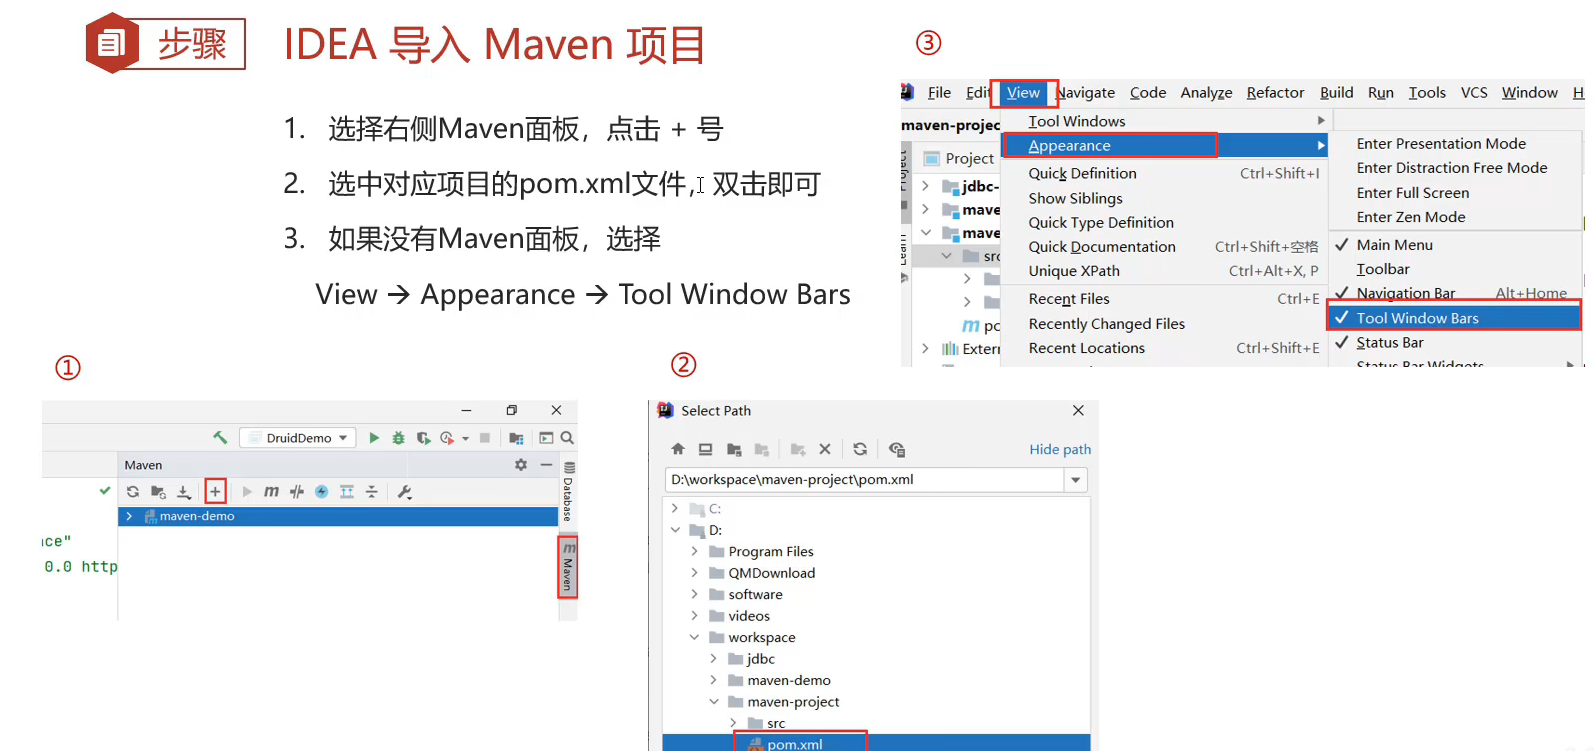 步骤
IDEA 导入 Maven 项目
1. 选择右侧Maven面板，点击 + 号
2. 选中对应项目的pom.xml文件，双击即可
3. 如果没有Maven面板，选择
View → Appearance → Tool Window Bars
③
File Edit View Navigate Code Analyze Refactor Build Run Tools VCS Window H
maven-projec
Tool Windows
Appearance
Quick Definition Ctrl+Shift+I
Show Siblings
Quick Type Definition
Quick Documentation Ctrl+Shift+空格
Unique XPath Ctrl+Alt+X, P
Recent Files Ctrl+E
Recently Changed Files
Recent Locations Ctrl+Shift+E
Enter Presentation Mode
Enter Distraction Free Mode
Enter Full Screen
Enter Zen Mode
Main Menu
Toolbar
Navigation Bar Alt+Home
Tool Window Bars
Status Bar
Status Bar Widgets
Project
Project
Learn
jdbc-
mave
mave
src
po
Extern
①
DruidDemo
Maven
maven-demo
Database
Maven
ce"
0.0 http
②
Select Path
Hide path
D:\workspace\maven-project\pom.xml
C:
D:
Program Files
QMDownload
software
videos
workspace
jdbc
maven-demo
maven-project
src
pom.xml